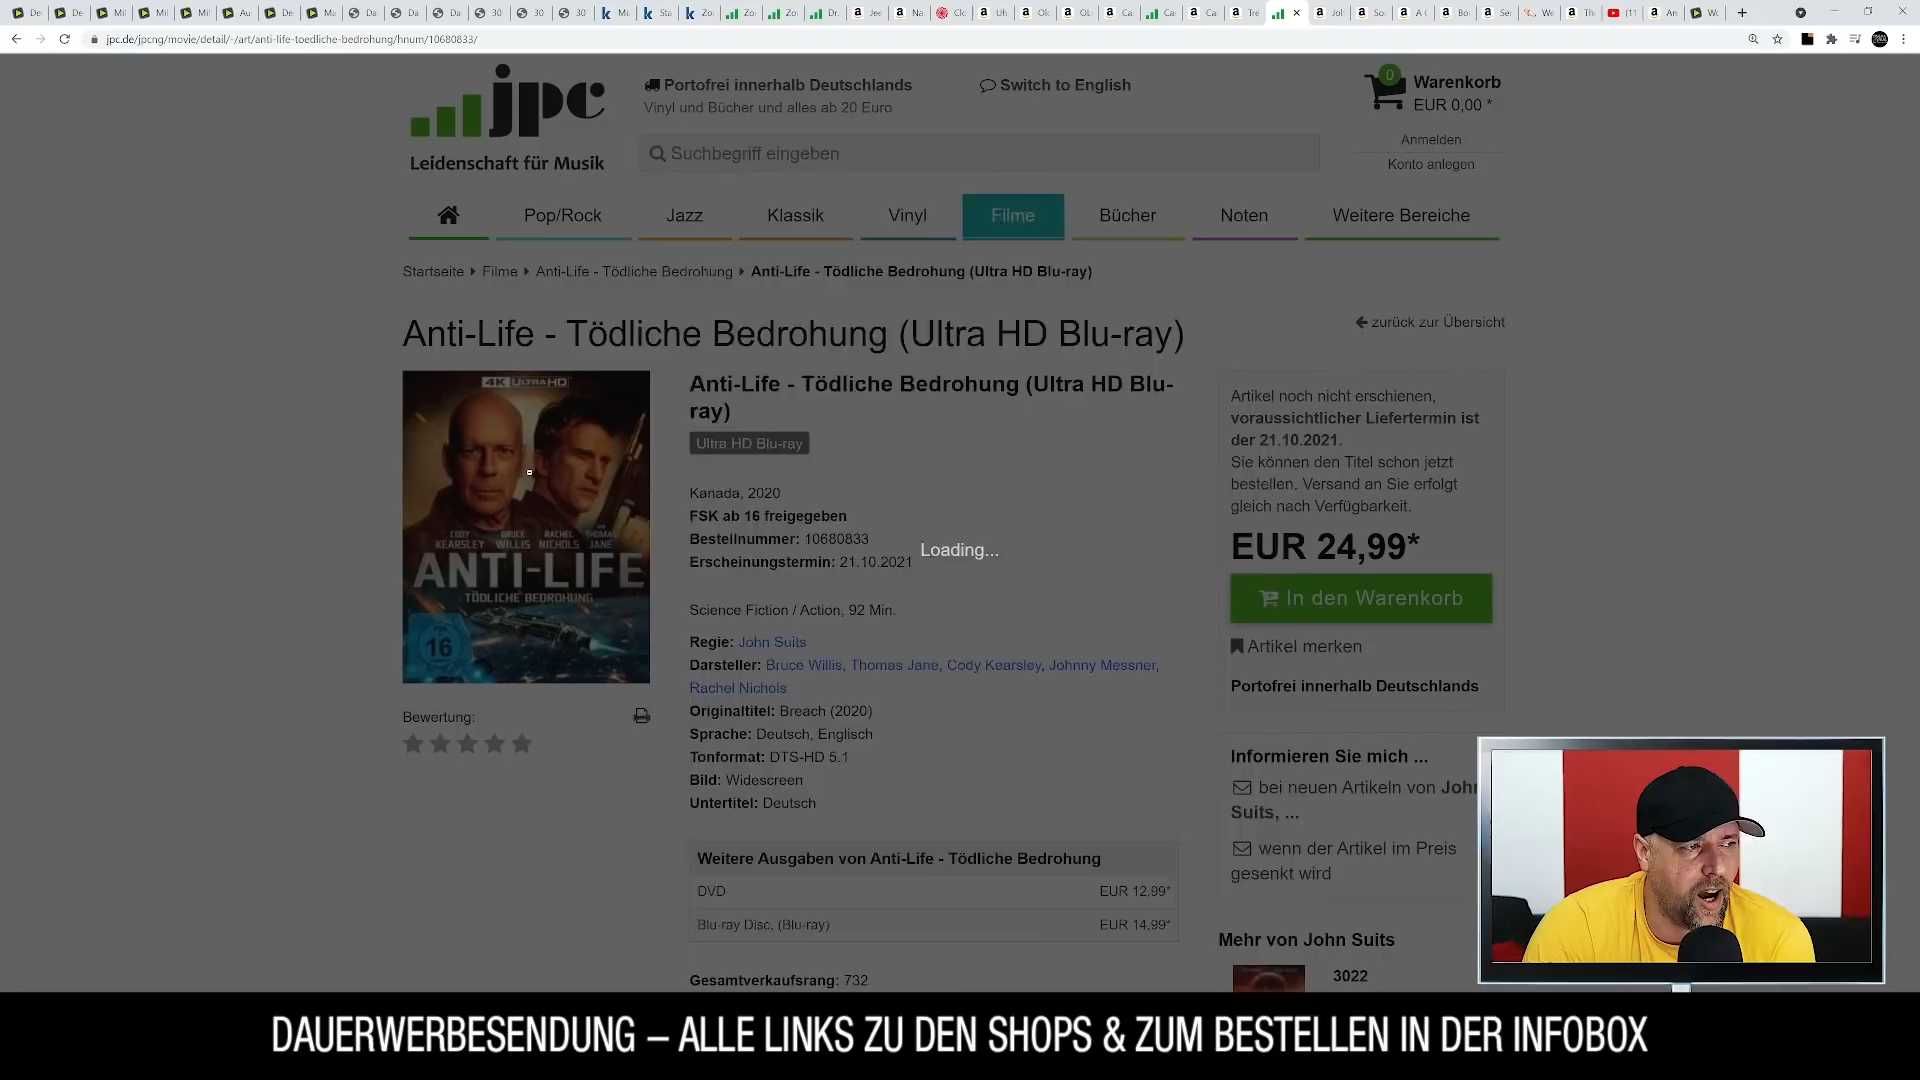 jpc.de/jpcng/movie/detail/-/art/anti-life-toedliche-bedrohung/hnum/10680833/
jpc
Leidenschaft für Musik
Portofrei innerhalb Deutschlands
Vinyl und Bücher und alles ab 20 Euro
Switch to English
0
Warenkorb
EUR 0,00 *
Suchbegriff eingeben
Anmelden
Konto anlegen
Pop/Rock Jazz Klassik Vinyl Filme Bücher Noten Weitere Bereiche
Startseite Filme Anti-Life - Tödliche Bedrohung Anti-Life - Tödliche Bedrohung (Ultra HD Blu-ray)
Anti-Life - Tödliche Bedrohung (Ultra HD Blu-ray)
zurück zur Übersicht
4K ULTRA HD
CODY KEARSLEY BRUCE WILLIS RACHEL NICHOLS THOMAS JANE
ANTI-LIFE
TÖDLICHE BEDROHUNG
16
Bewertung:
Anti-Life - Tödliche Bedrohung (Ultra HD Blu-
ray)
Ultra HD Blu-ray
Kanada, 2020
FSK ab 16 freigegeben
Bestellnummer: 10680833
Erscheinungstermin: 21.10.2021
Loading...
Science Fiction / Action, 92 Min.
Regie: John Suits
Darsteller: Bruce Willis, Thomas Jane, Cody Kearsley, Johnny Messner,
Rachel Nichols
Originaltitel: Breach (2020)
Sprache: Deutsch, Englisch
Tonformat: DTS-HD 5.1
Bild: Widescreen
Untertitel: Deutsch
Weitere Ausgaben von Anti-Life - Tödliche Bedrohung
DVD EUR 12,99*
Blu-ray Disc, (Blu-ray) EUR 14,99*
Gesamtverkaufsrang: 732
Artikel noch nicht erschienen,
voraussichtlicher Liefertermin ist
der 21.10.2021.
Sie können den Titel schon jetzt
bestellen. Versand an Sie erfolgt
gleich nach Verfügbarkeit.
EUR 24,99*
In den Warenkorb
Artikel merken
Portofrei innerhalb Deutschlands
Informieren Sie mich ...
bei neuen Artikeln von John
Suits, ...
wenn der Artikel im Preis
gesenkt wird
Mehr von John Suits
3022
DAUERWERBESENDUNG – ALLE LINKS ZU DEN SHOPS & ZUM BESTELLEN IN DER INFOBOX